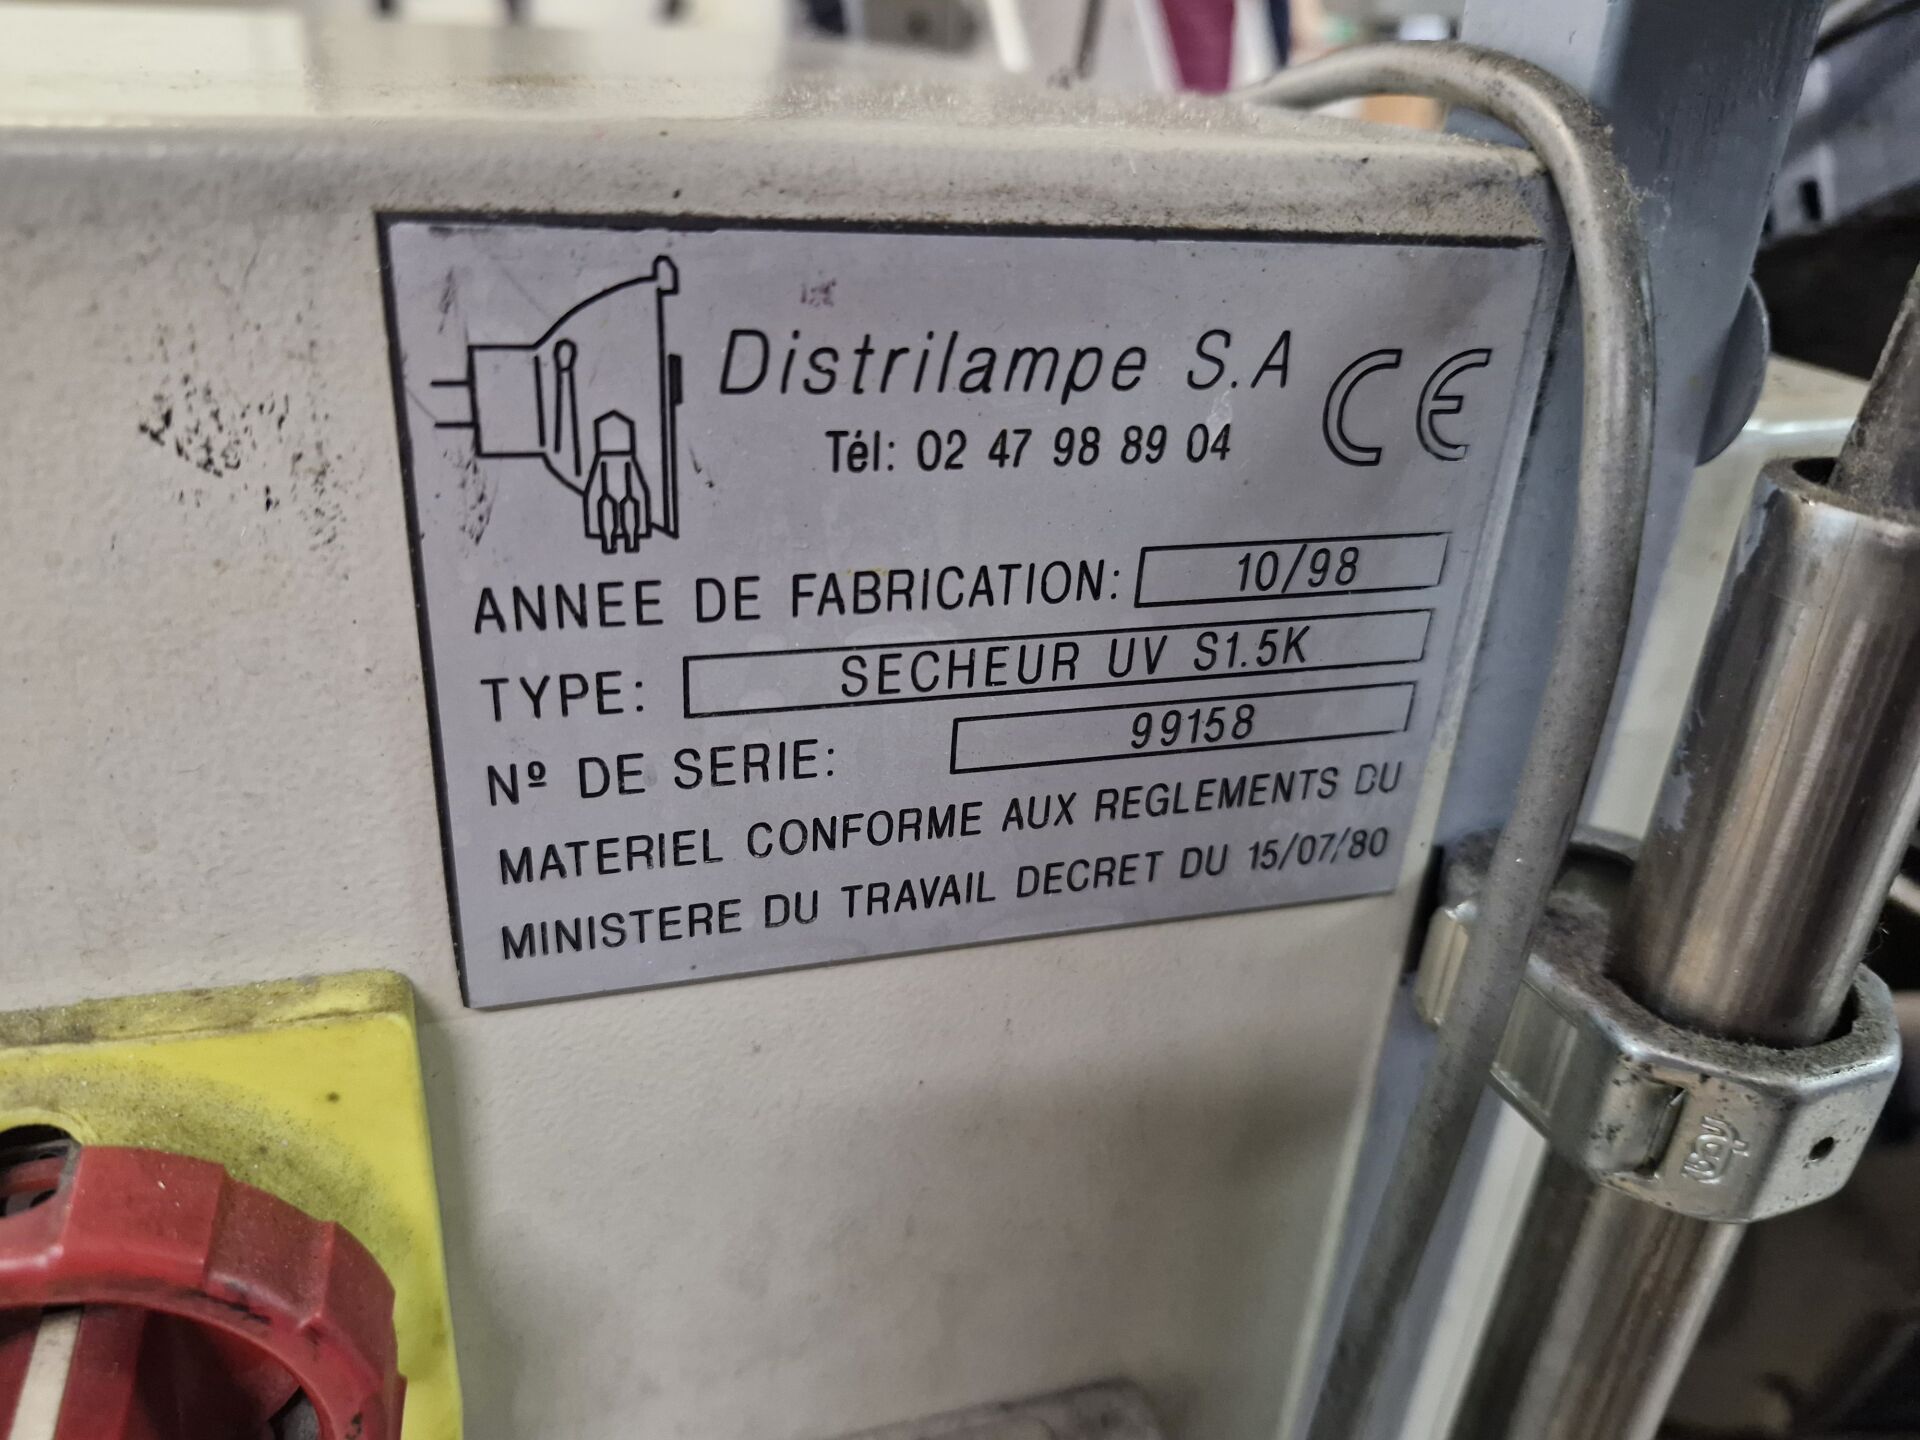 Distrilampe S.A
CE
Tél: 02 47 98 89 04
ANNEE DE FABRICATION: 10/98
TYPE: SECHEUR UV S1.5K
Nº DE SERIE: 99158
MATERIEL CONFORME AUX REGLEMENTS DU
MINISTERE DU TRAVAIL DECRET DU 15/07/80